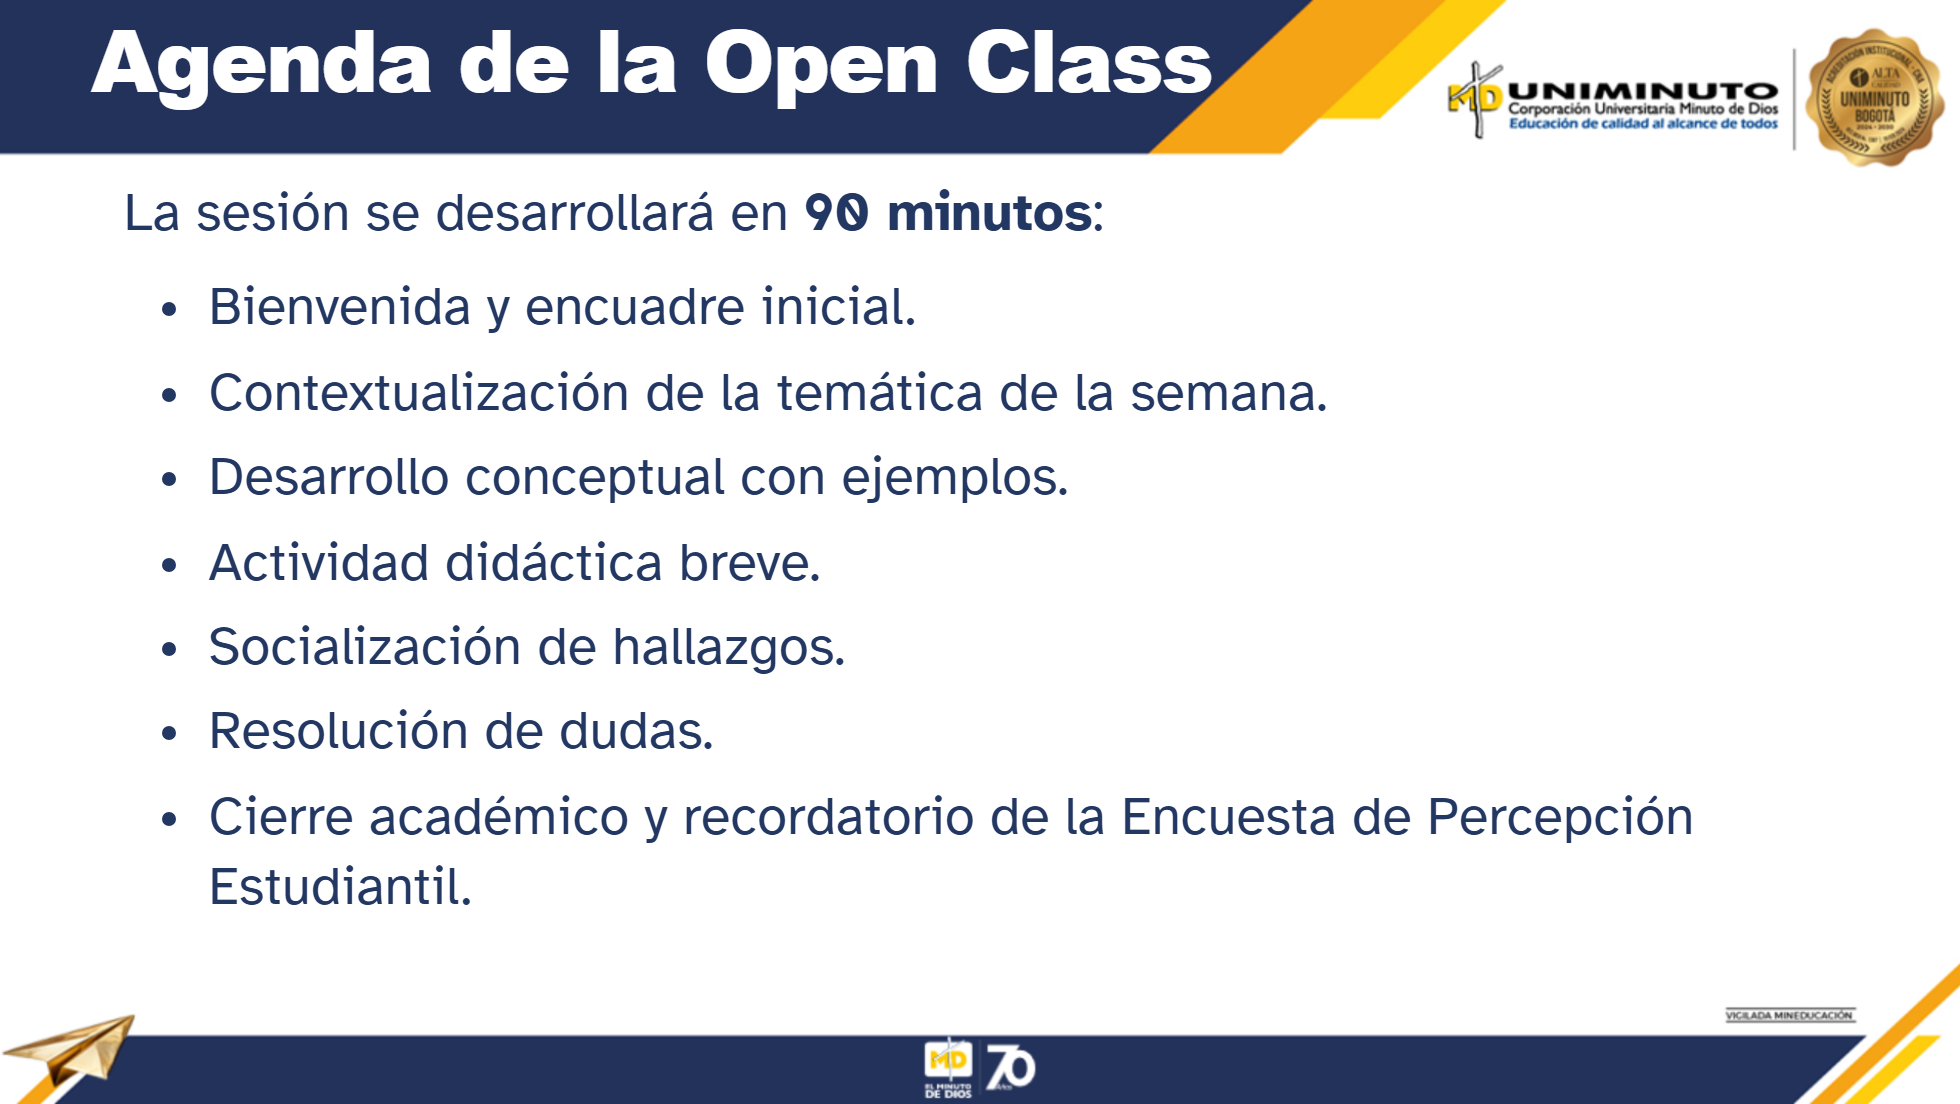 Agenda de la Open Class
UNIMINUTO
Corporación Universitaria Minuto de Dios
Educación de calidad al alcance de todos
ALTA
UNIMINUTO
BOGOTÁ
La sesión se desarrollará en 90 minutos:
• Bienvenida y encuadre inicial.
• Contextualización de la temática de la semana.
• Desarrollo conceptual con ejemplos.
• Actividad didáctica breve.
• Socialización de hallazgos.
• Resolución de dudas.
• Cierre académico y recordatorio de la Encuesta de Percepción
Estudiantil.
VIGILADA MINEDUCACIÓN
MD
EL MINUTO
DE DIOS
70